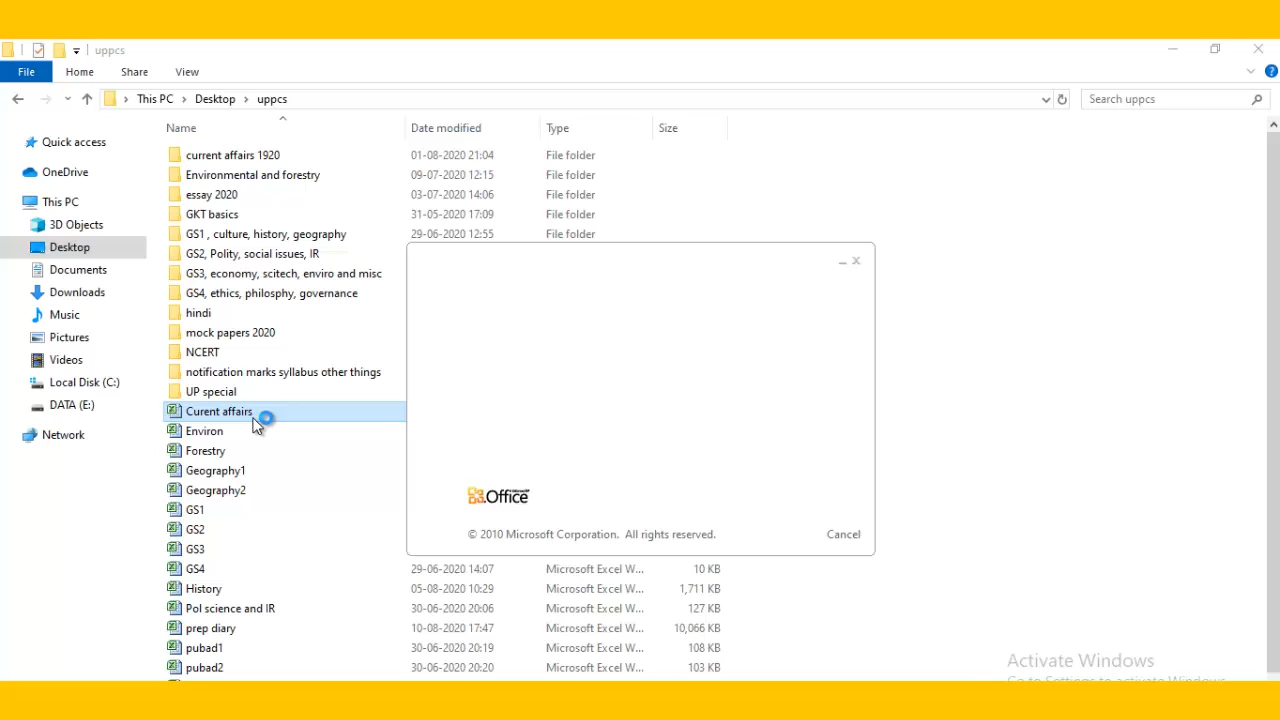 uppcs
File Home Share View
This PC Desktop uppcs Search uppcs
Name Date modified Type Size
Quick access
OneDrive
This PC
3D Objects
Desktop
Documents
Downloads
Music
Pictures
Videos
Local Disk (C:)
DATA (E:)
Network
current affairs 1920 01-08-2020 21:04 File folder
Environmental and forestry 09-07-2020 12:15 File folder
essay 2020 03-07-2020 14:06 File folder
GKT basics 31-05-2020 17:09 File folder
GS1 , culture, history, geography 29-06-2020 12:55 File folder
GS2, Polity, social issues, IR
GS3, economy, scitech, enviro and misc
GS4, ethics, philosphy, governance
hindi
mock papers 2020
NCERT
notification marks syllabus other things
UP special
Curent affairs
Environ
Forestry
Geography1
Geography2
GS1
GS2
GS3
GS4 29-06-2020 14:07 Microsoft Excel W... 10 KB
History 05-08-2020 10:29 Microsoft Excel W... 1,711 KB
Pol science and IR 30-06-2020 20:06 Microsoft Excel W... 127 KB
prep diary 10-08-2020 17:47 Microsoft Excel W... 10,066 KB
pubad1 30-06-2020 20:19 Microsoft Excel W... 108 KB
pubad2 30-06-2020 20:20 Microsoft Excel W... 103 KB
Microsoft Office
© 2010 Microsoft Corporation. All rights reserved. Cancel
Activate Windows
Go to Settings to activate Windows.